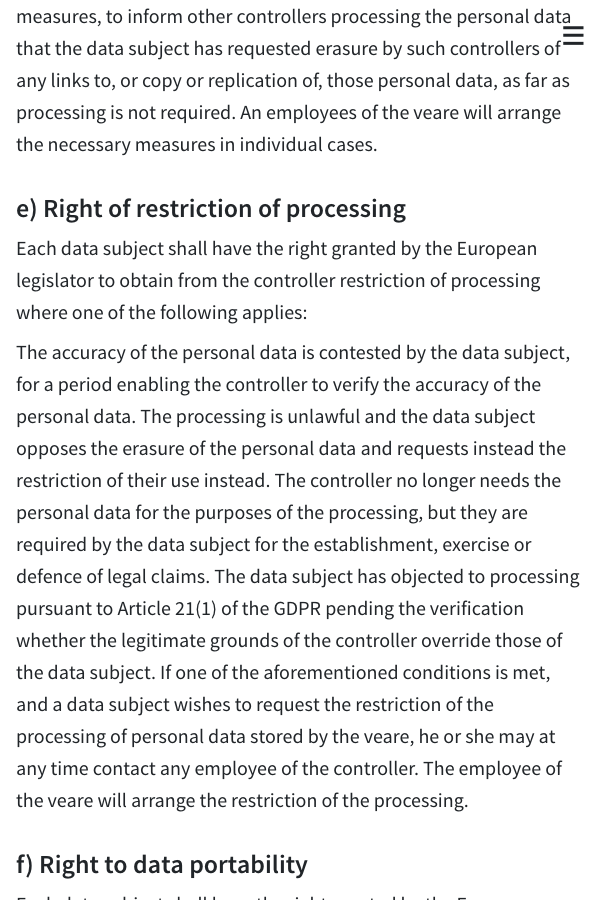 measures, to inform other controllers processing the personal data
that the data subject has requested erasure by such controllers of
any links to, or copy or replication of, those personal data, as far as
processing is not required. An employees of the veare will arrange
the necessary measures in individual cases.
e) Right of restriction of processing
Each data subject shall have the right granted by the European
legislator to obtain from the controller restriction of processing
where one of the following applies:
The accuracy of the personal data is contested by the data subject,
for a period enabling the controller to verify the accuracy of the
personal data. The processing is unlawful and the data subject
opposes the erasure of the personal data and requests instead the
restriction of their use instead. The controller no longer needs the
personal data for the purposes of the processing, but they are
required by the data subject for the establishment, exercise or
defence of legal claims. The data subject has objected to processing
pursuant to Article 21(1) of the GDPR pending the verification
whether the legitimate grounds of the controller override those of
the data subject. If one of the aforementioned conditions is met,
and a data subject wishes to request the restriction of the
processing of personal data stored by the veare, he or she may at
any time contact any employee of the controller. The employee of
the veare will arrange the restriction of the processing.
f) Right to data portability